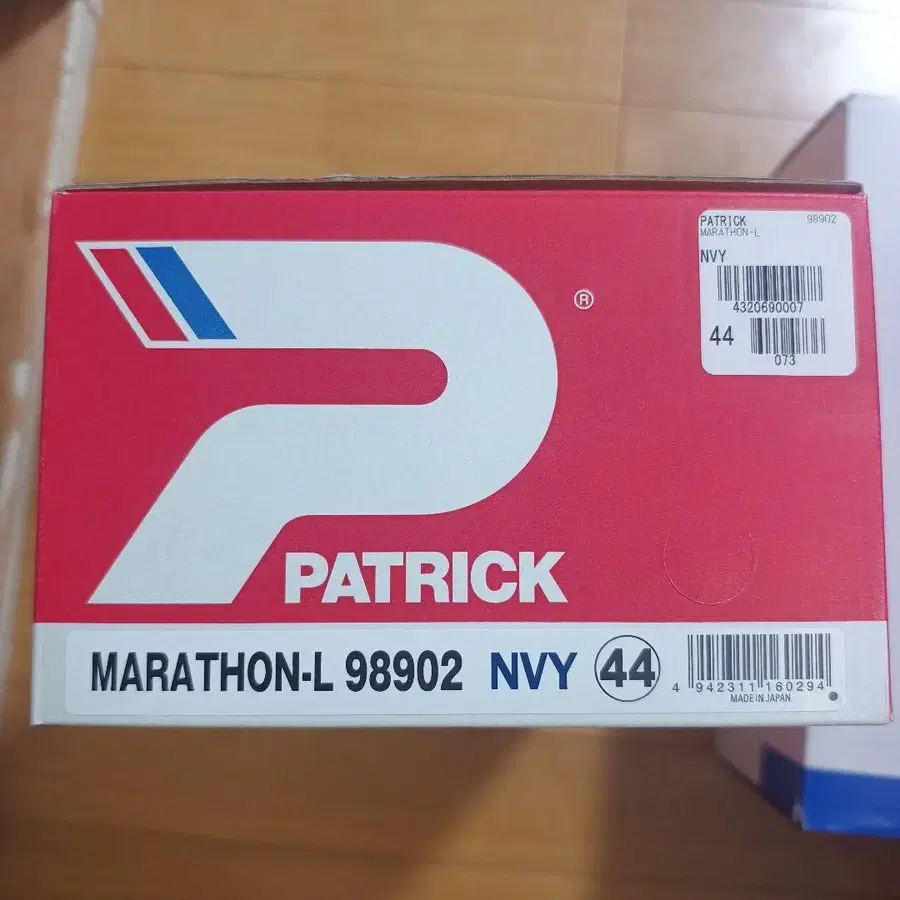 PATRICK 98902
MARATHON-L
NVY
4320690007
44
073
®
PATRICK
MARATHON-L 98902 NVY 44
4 942311 160294
MADE IN JAPAN